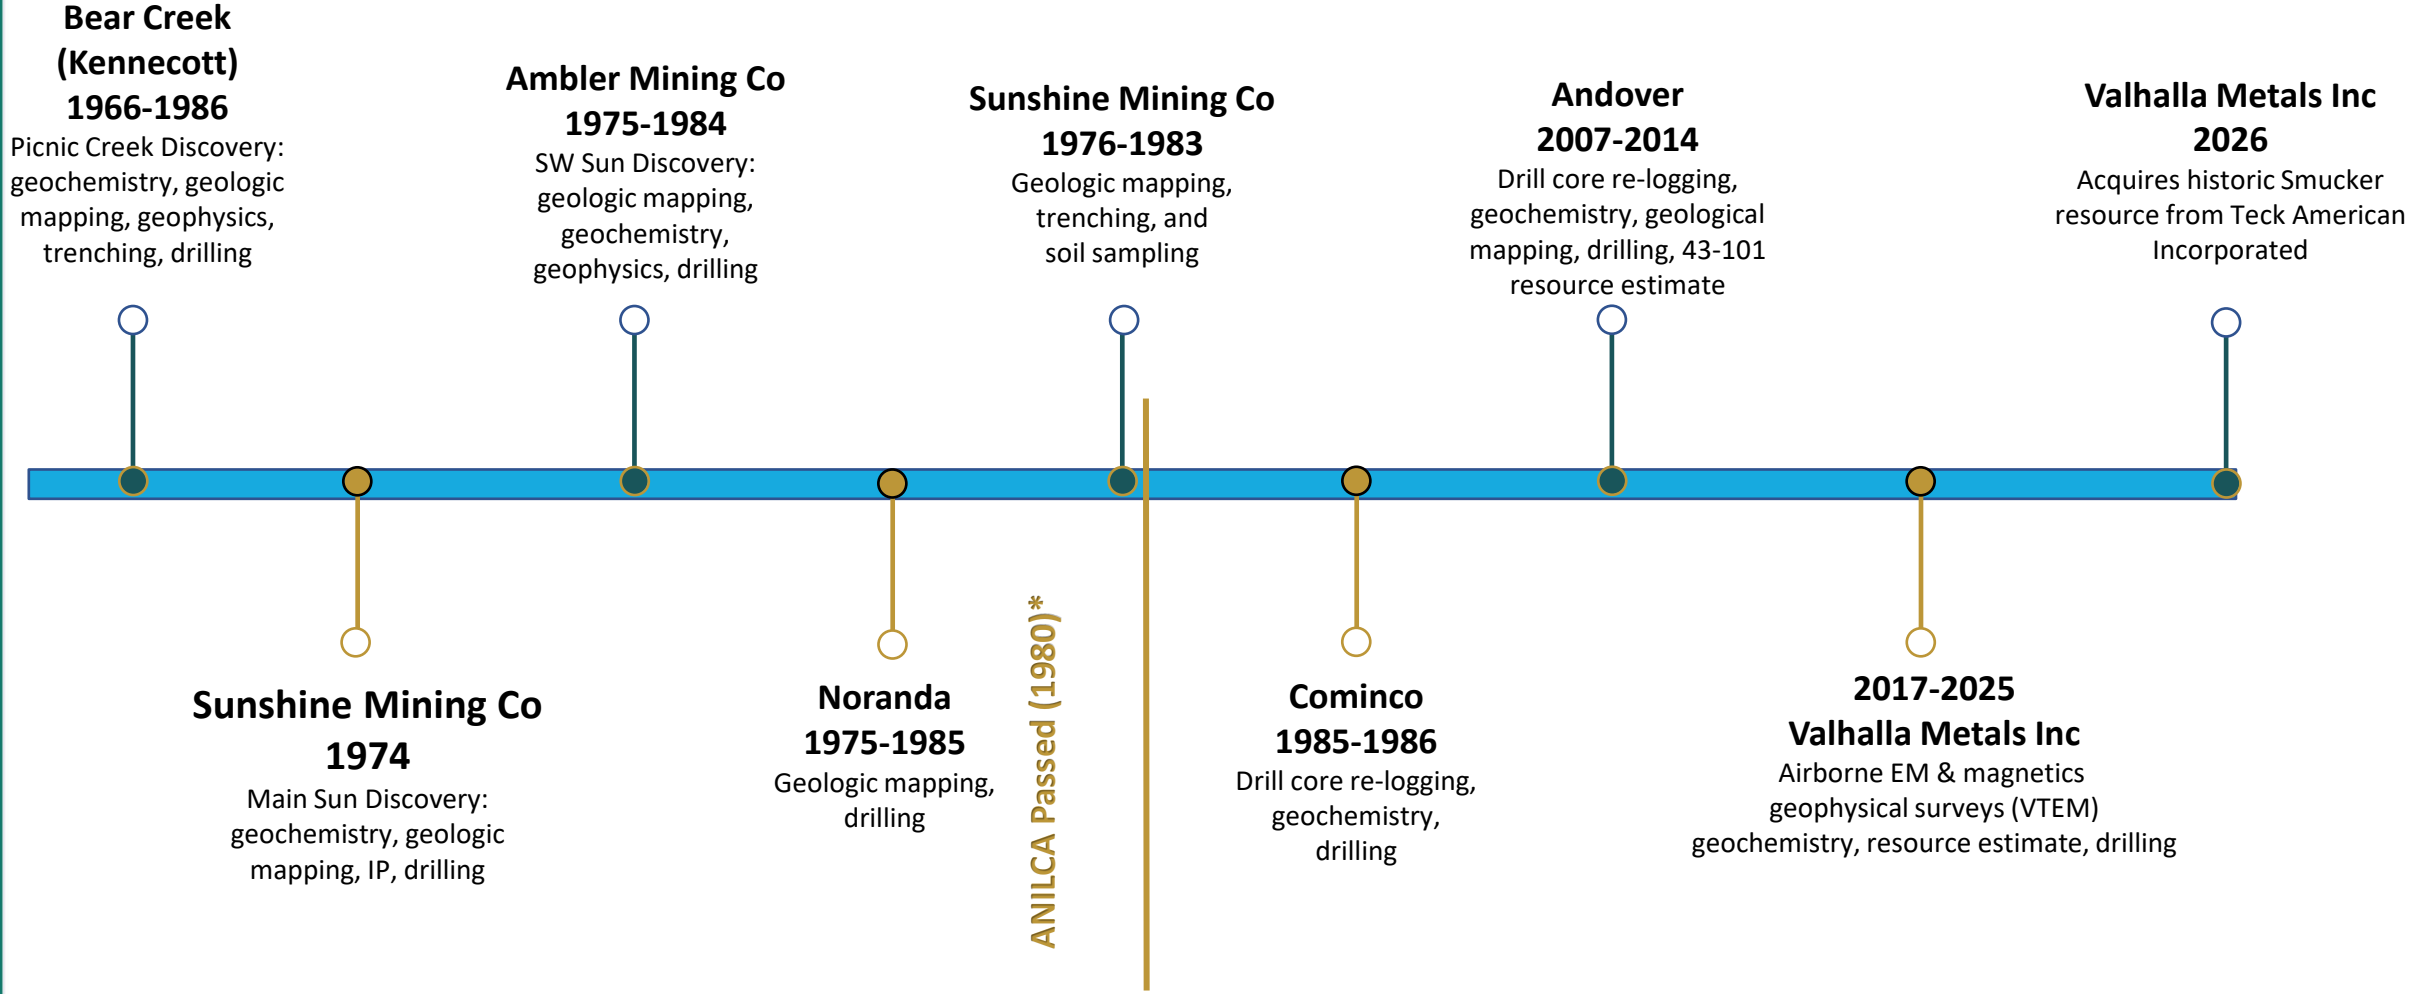 Bear Creek
(Kennecott)
1966-1986
Picnic Creek Discovery:
geochemistry, geologic
mapping, geophysics,
trenching, drilling
Sunshine Mining Co
1974
Main Sun Discovery:
geochemistry, geologic
mapping, IP, drilling
Ambler Mining Co
1975-1984
SW Sun Discovery:
geologic mapping,
geochemistry,
geophysics, drilling
Noranda
1975-1985
Geologic mapping,
drilling
Sunshine Mining Co
1976-1983
Geologic mapping,
trenching, and
soil sampling
ANILCA Passed (1980)*
Cominco
1985-1986
Drill core re-logging,
geochemistry,
drilling
Andover
2007-2014
Drill core re-logging,
geochemistry, geological
mapping, drilling, 43-101
resource estimate
2017-2025
Valhalla Metals Inc
Airborne EM & magnetics
geophysical surveys (VTEM)
geochemistry, resource estimate, drilling
Valhalla Metals Inc
2026
Acquires historic Smucker
resource from Teck American
Incorporated